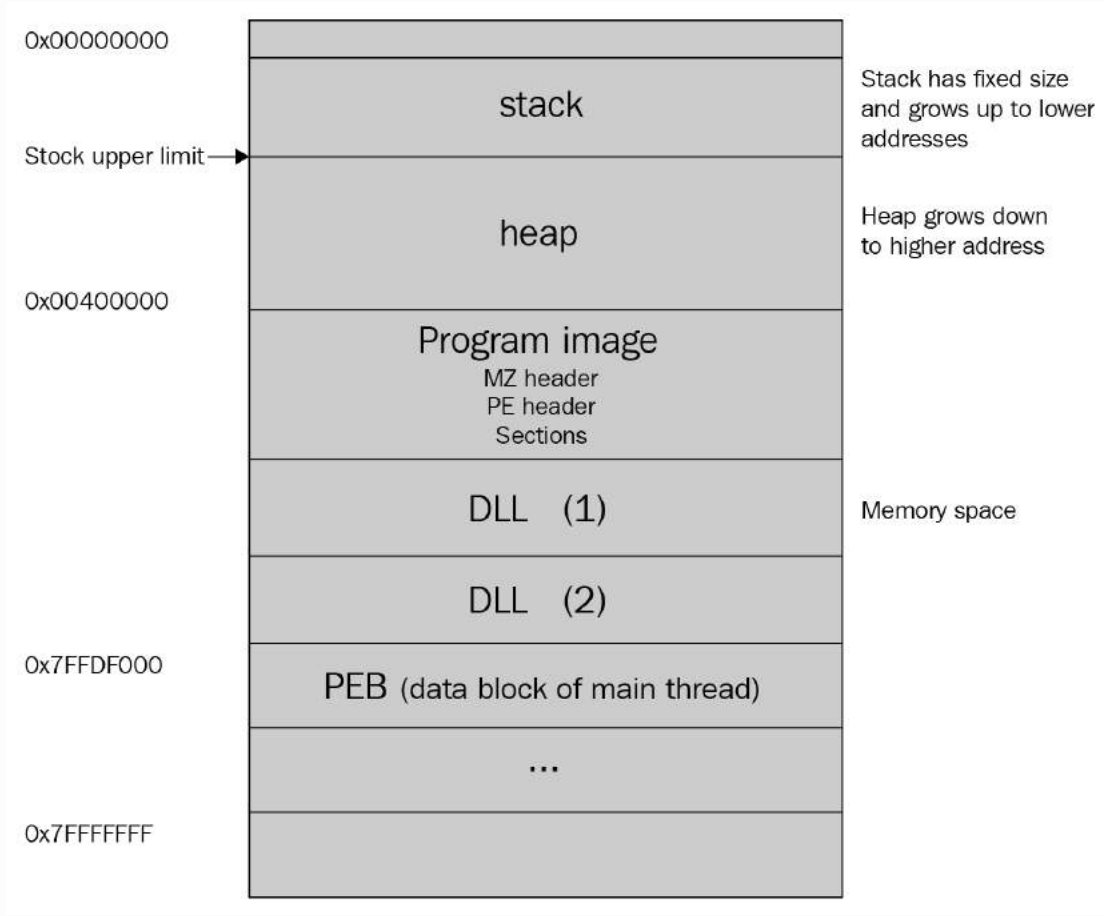 0x00000000
stack
Stack has fixed size
and grows up to lower
addresses
Stock upper limit
heap
Heap grows down
to higher address
0x00400000
Program image
MZ header
PE header
Sections
DLL (1)
Memory space
DLL (2)
0x7FFDF000
PEB (data block of main thread)
...
0x7FFFFFFF